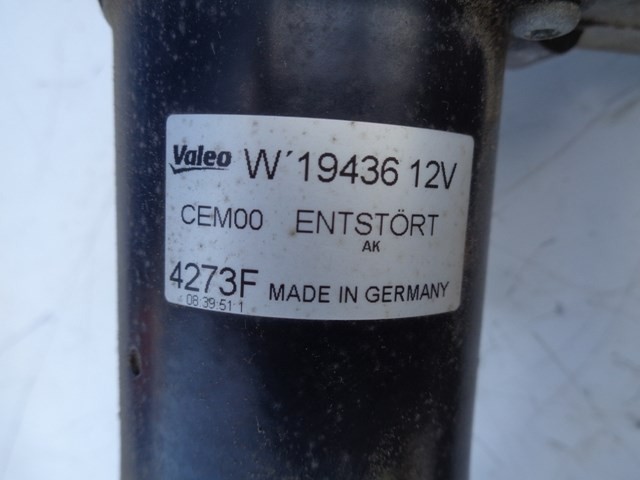 Valeo W´19436 12V
CEM00 ENTSTÖRT
AK
4273F MADE IN GERMANY
08:39:51 1